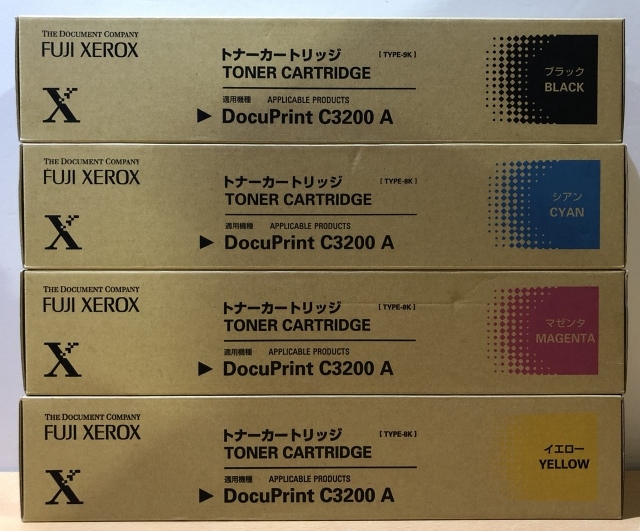 THE DOCUMENT COMPANY
FUJI XEROX
X
トナーカートリッジ [TYPE-9K]
TONER CARTRIDGE
適用機種 APPLICABLE PRODUCTS
▶ DocuPrint C3200 A
ブラック
BLACK
THE DOCUMENT COMPANY
FUJI XEROX
X
トナーカートリッジ [TYPE-8K]
TONER CARTRIDGE
適用機種 APPLICABLE PRODUCTS
▶ DocuPrint C3200 A
シアン
CYAN
THE DOCUMENT COMPANY
FUJI XEROX
X
トナーカートリッジ [TYPE-8K]
TONER CARTRIDGE
適用機種 APPLICABLE PRODUCTS
▶ DocuPrint C3200 A
マゼンタ
MAGENTA
THE DOCUMENT COMPANY
FUJI XEROX
X
トナーカートリッジ [TYPE-8K]
TONER CARTRIDGE
適用機種 APPLICABLE PRODUCTS
▶ DocuPrint C3200 A
イエロー
YELLOW